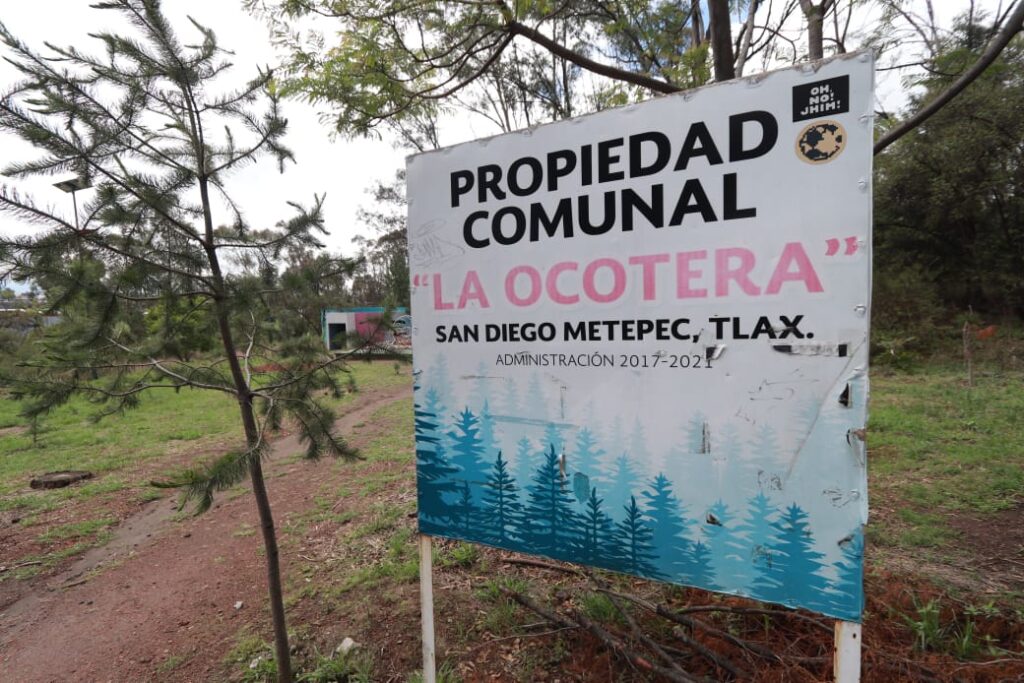 OH,
NO!
JHIM!
PROPIEDAD
COMUNAL
"LA OCOTERA"
SAN DIEGO METEPEC, TLAX.
ADMINISTRACIÓN 2017-2021